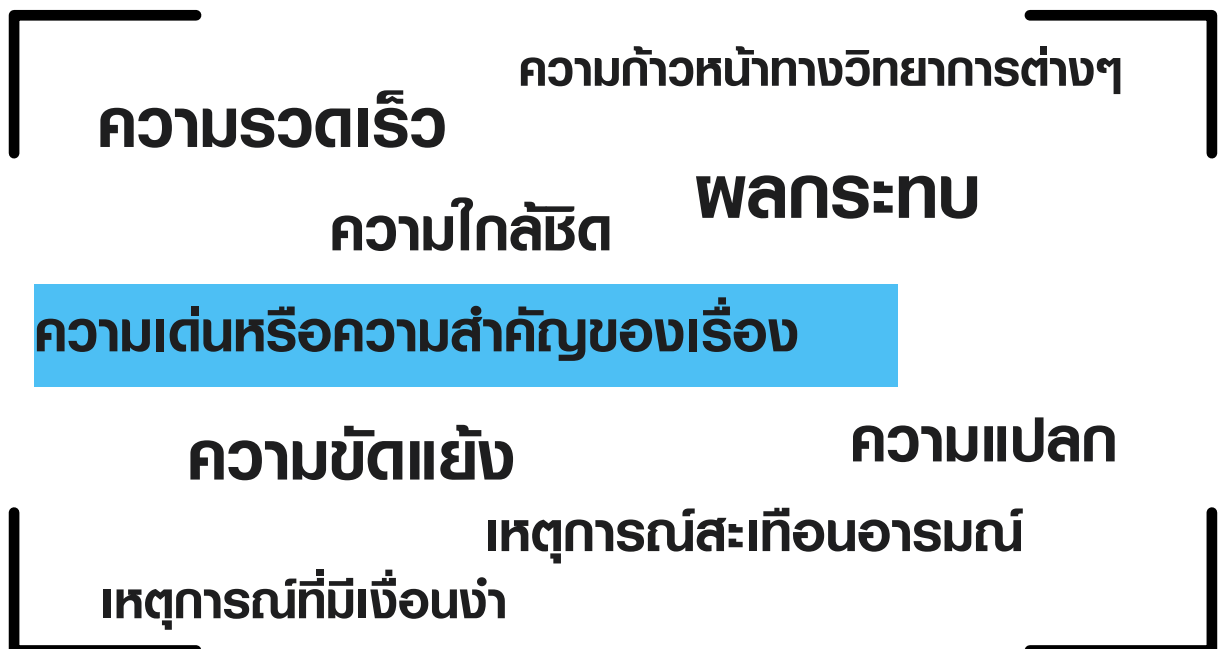 ความก้าวหน้าทางวิทยาการต่างๆ
ความรวดเร็ว
ผลกระทบ
ความใกล้ชิด
ความเด่นหรือความสำคัญของเรื่อง
ความแปลก
ความขัดแย้ง
เหตุการณ์สะเทือนอารมณ์
เหตุการณ์ที่มีเงื่อนงำ